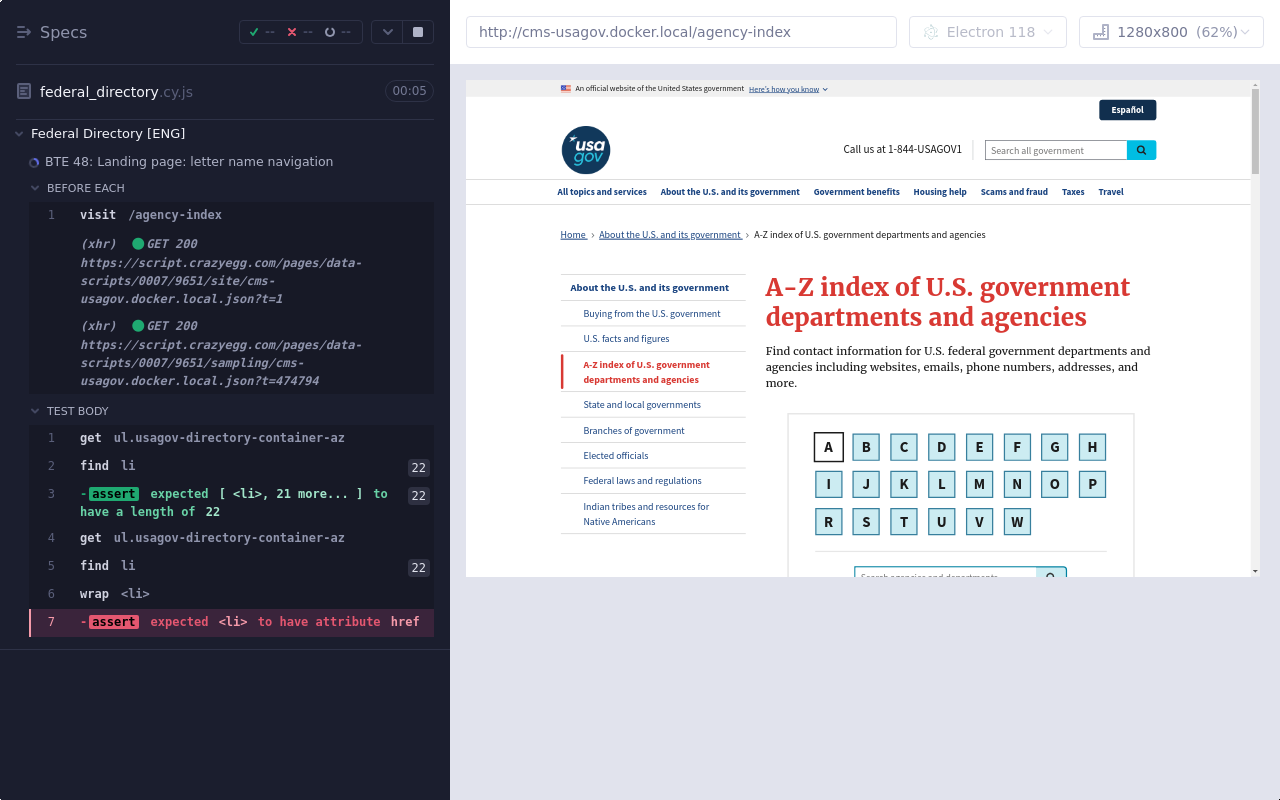 Specs
--
--
--
http://cms-usagov.docker.local/agency-index
Electron 118
1280x800 (62%)
federal_directory.cy.js
00:05
Federal Directory [ENG]
BTE 48: Landing page: letter name navigation
BEFORE EACH
1 visit /agency-index
(xhr) GET 200
https://script.crazyegg.com/pages/data-
scripts/0007/9651/site/cms-
usagov.docker.local.json?t=1
(xhr) GET 200
https://script.crazyegg.com/pages/data-
scripts/0007/9651/sampling/cms-
usagov.docker.local.json?t=474794
TEST BODY
1 get ul.usagov-directory-container-az
2 find li 22
3 -assert expected [ <li>, 21 more... ] to 22
have a length of 22
4 get ul.usagov-directory-container-az
5 find li 22
6 wrap <li>
7 -assert expected <li> to have attribute href
An official website of the United States government Here's how you know
Español
usa
gov
Call us at 1-844-USAGOV1
Search all government
All topics and services About the U.S. and its government Government benefits Housing help Scams and fraud Taxes Travel
Home › About the U.S. and its government › A-Z index of U.S. government departments and agencies
About the U.S. and its government
Buying from the U.S. government
U.S. facts and figures
A-Z index of U.S. government
departments and agencies
State and local governments
Branches of government
Elected officials
Federal laws and regulations
Indian tribes and resources for
Native Americans
A-Z index of U.S. government
departments and agencies
Find contact information for U.S. federal government departments and
agencies including websites, emails, phone numbers, addresses, and
more.
A B C D E F G H
I J K L M N O P
R S T U V W
Search agencies and departments